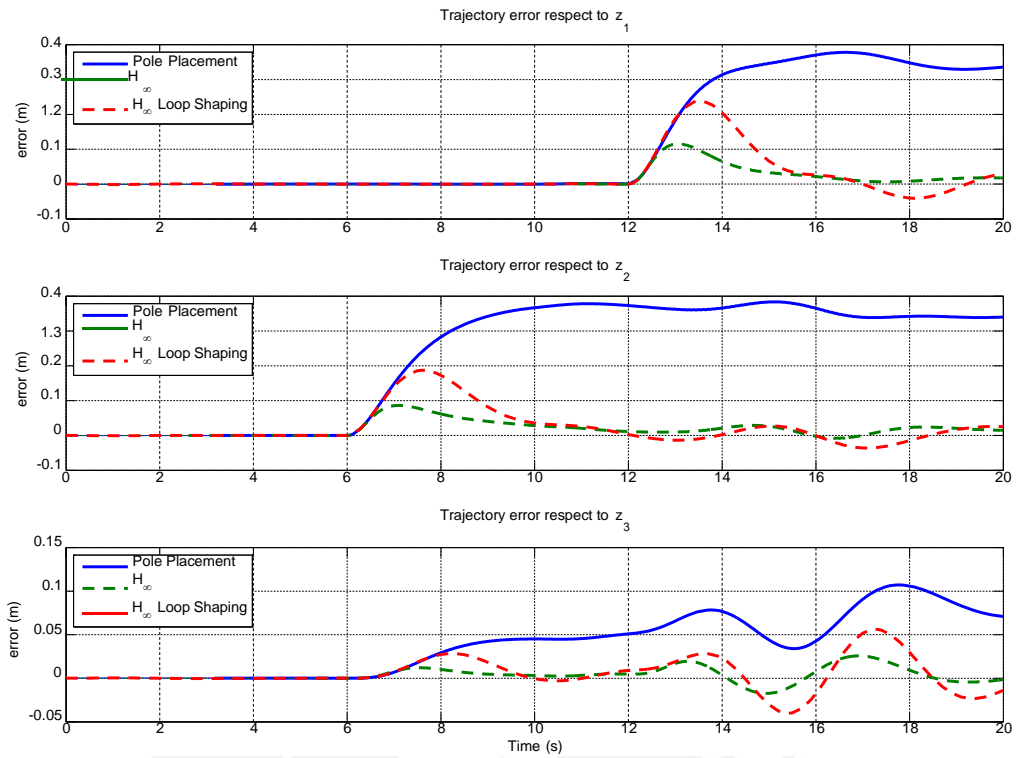 Trajectory error respect to z1
0.4
0.3
1.2
0.1
0
-0.1
error (m)
Pole Placement
H∞
H∞ Loop Shaping
0 2 4 6 8 10 12 14 16 18 20
Trajectory error respect to z2
0.4
1.3
0.2
0.1
0
-0.1
error (m)
Pole Placement
H∞
H∞ Loop Shaping
0 2 4 6 8 10 12 14 16 18 20
Trajectory error respect to z3
0.15
0.1
0.05
0
-0.05
error (m)
Pole Placement
H∞
H∞ Loop Shaping
0 2 4 6 8 10 12 14 16 18 20
Time (s)